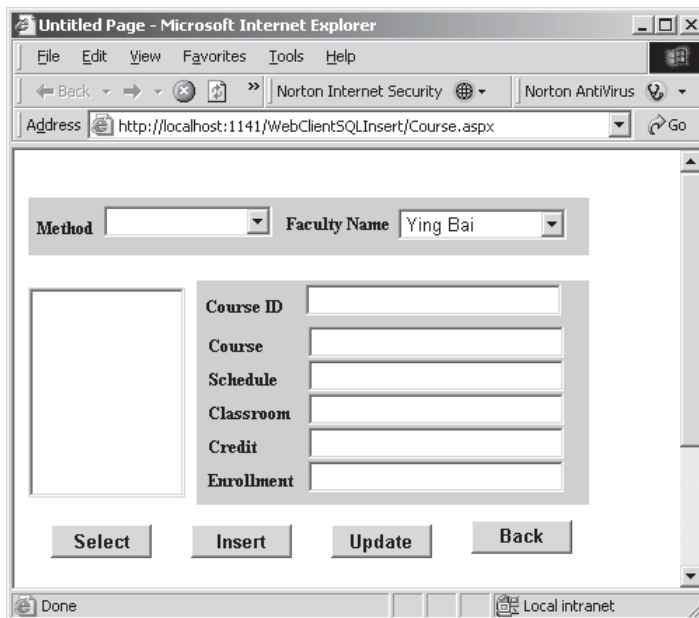 Untitled Page - Microsoft Internet Explorer
File Edit View Favorites Tools Help
Back » Norton Internet Security Norton AntiVirus
Address http://localhost:1141/WebClientSQLInsert/Course.aspx Go
Method Faculty Name Ying Bai
Course ID
Course
Schedule
Classroom
Credit
Enrollment
Select Insert Update Back
Done Local intranet